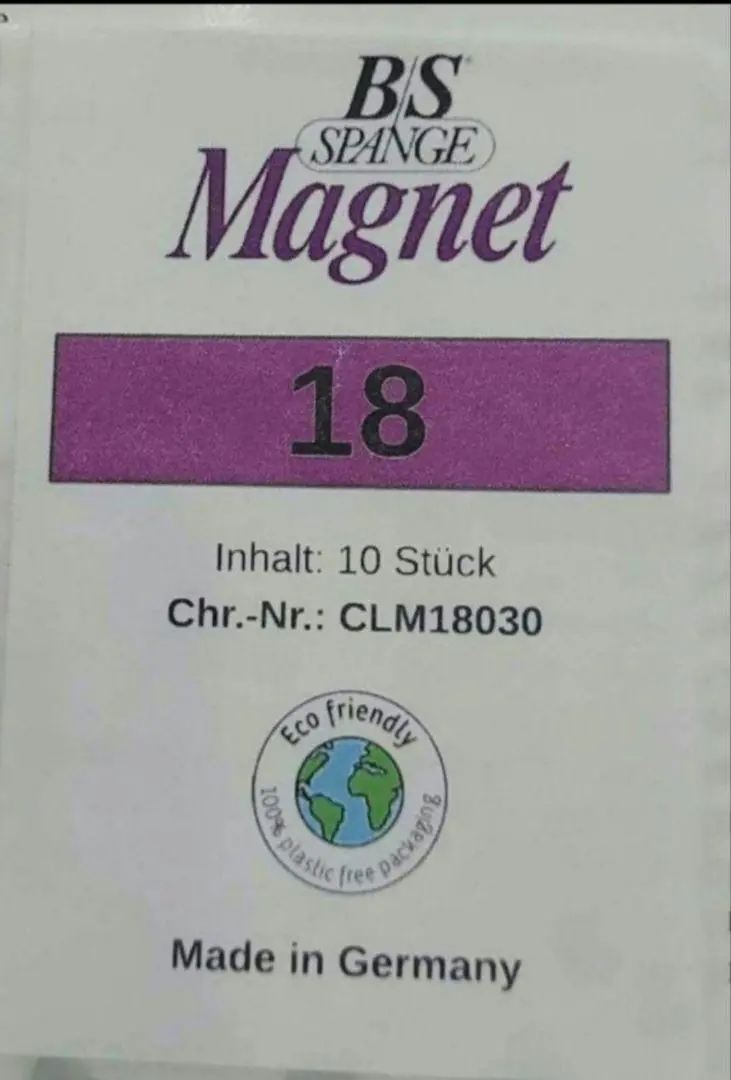 B/S
SPANGE
Magnet
18
Inhalt: 10 Stück
Chr.-Nr.: CLM18030
Eco friendly
100% plastic free packaging
Made in Germany